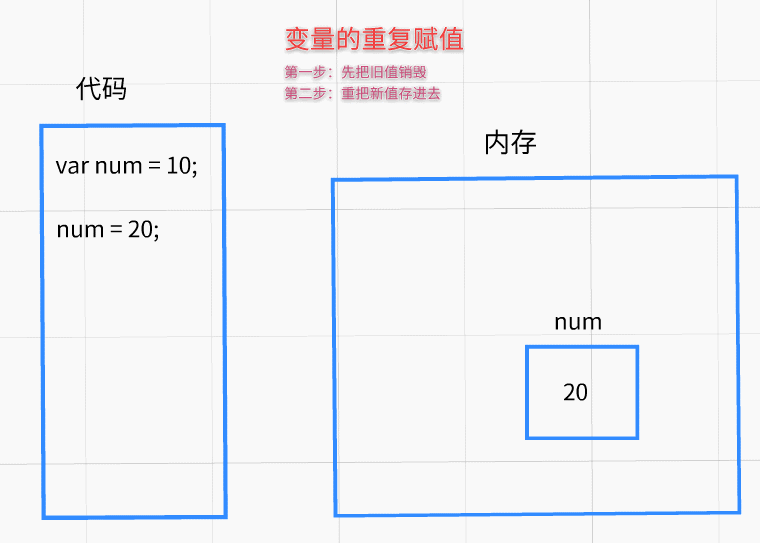 变量的重复赋值
第一步：先把旧值销毁
第二步：重把新值存进去
代码
var num = 10;
num = 20;
内存
num
20